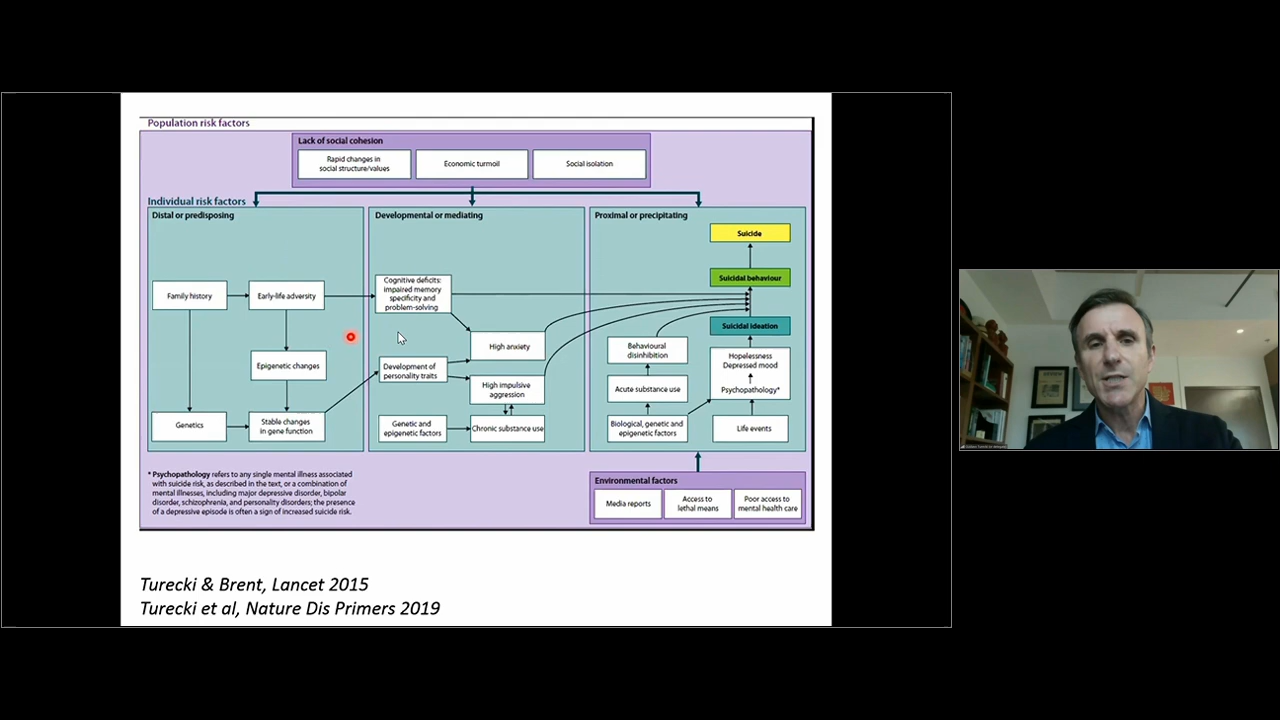 Population risk factors
Lack of social cohesion
Rapid changes in
social structure/values
Economic turmoil
Social isolation
Individual risk factors
Distal or predisposing
Family history
Early-life adversity
Epigenetic changes
Genetics
Stable changes
in gene function
Developmental or mediating
Cognitive deficits:
impaired memory
specificity and
problem-solving
High anxiety
Development of
personality traits
High impulsive
aggression
Genetic and
epigenetic factors
Chronic substance use
Proximal or precipitating
Suicide
Suicidal behaviour
Suicidal ideation
Behavioural
disinhibition
Hopelessness
Depressed mood
Psychopathology*
Acute substance use
Biological, genetic and
epigenetic factors
Life events
* Psychopathology refers to any single mental illness associated
with suicide risk, as described in the text, or a combination of
mental illnesses, including major depressive disorder, bipolar
disorder, schizophrenia, and personality disorders; the presence
of a depressive episode is often a sign of increased suicide risk.
Environmental factors
Media reports
Access to
lethal means
Poor access to
mental health care
Turecki & Brent, Lancet 2015
Turecki et al, Nature Dis Primers 2019